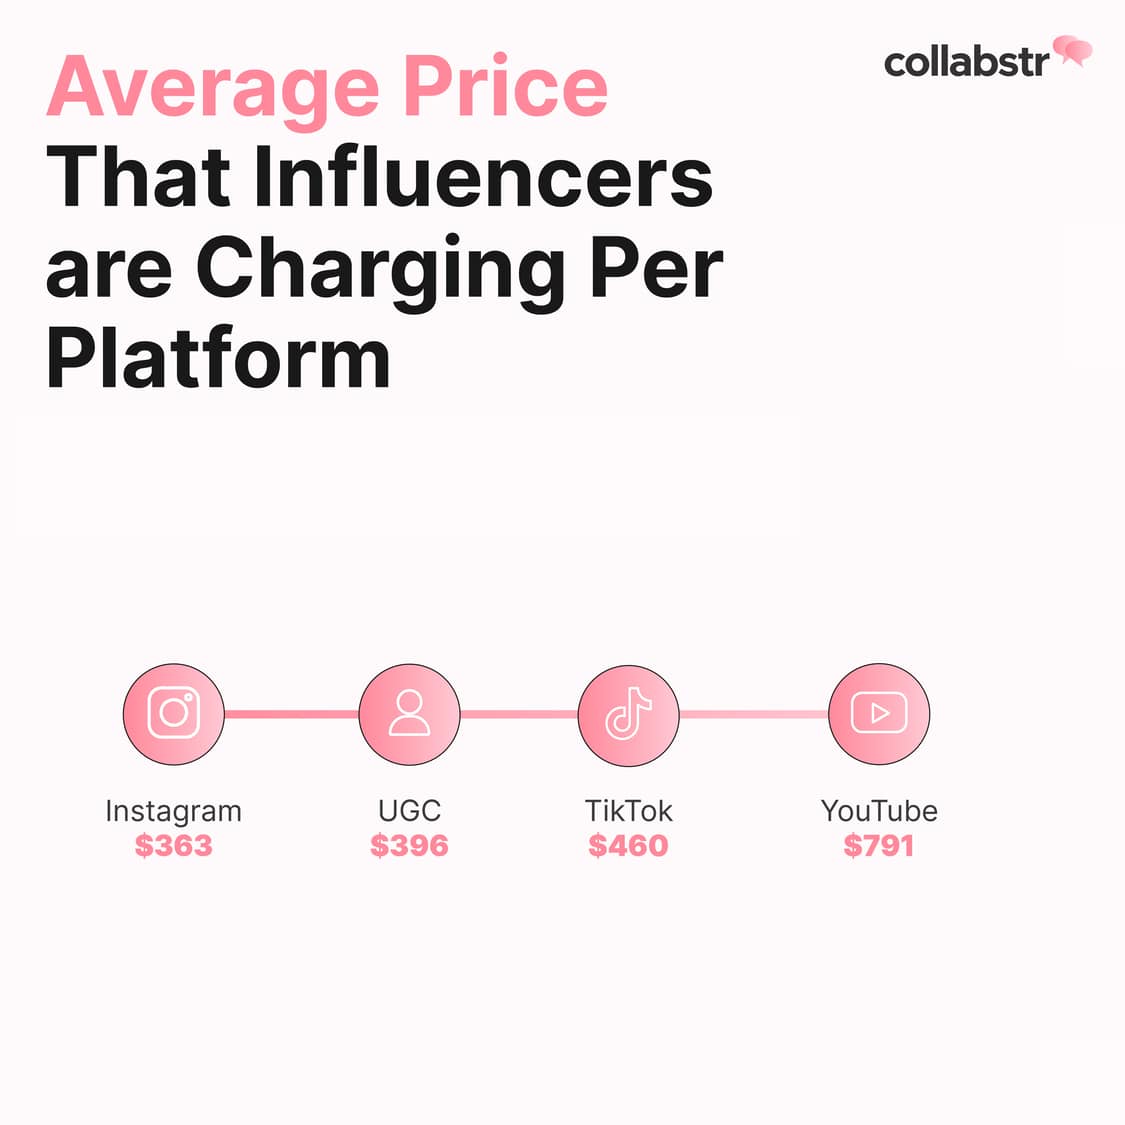 collabstr
Average Price
That Influencers
are Charging Per
Platform
Instagram
$363
UGC
$396
TikTok
$460
YouTube
$791